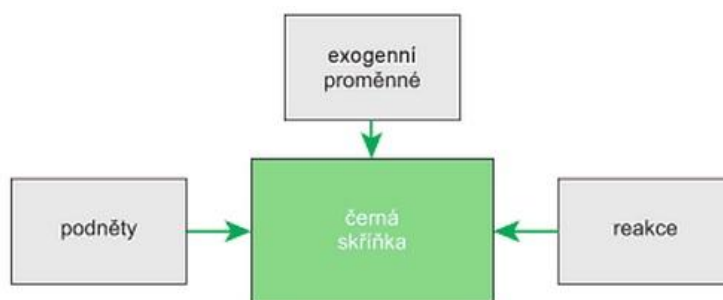 exogenní
proměnné
podněty
černá
skříňka
reakce